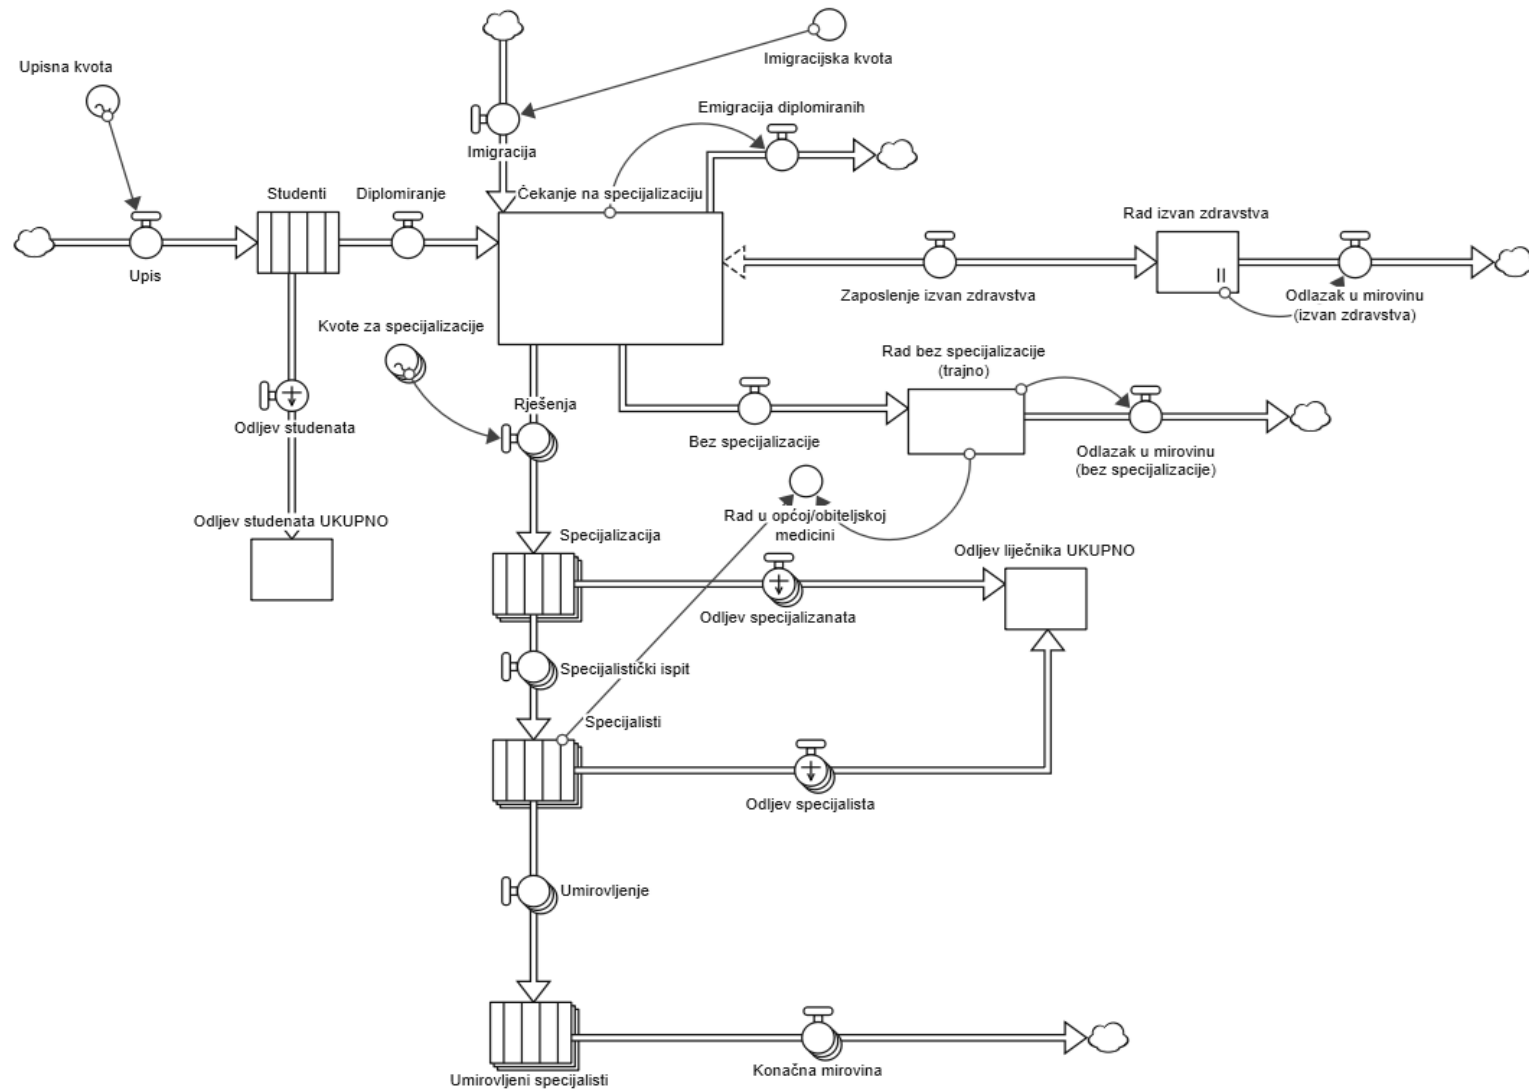 Upisna kvota
Imigracijska kvota
Emigracija diplomiranih
Imigracija
Studenti
Diplomiranje
Čekanje na specijalizaciju
Rad izvan zdravstva
Upis
Zaposlenje izvan zdravstva
Odlazak u mirovinu
(izvan zdravstva)
Kvote za specijalizacije
Rad bez specijalizacije
(trajno)
Rješenja
Odljev studenata
Bez specijalizacije
Odlazak u mirovinu
(bez specijalizacije)
Rad u općoj/obiteljskoj
medicini
Odljev studenata UKUPNO
Specijalizacija
Odljev liječnika UKUPNO
Odljev specijalizanata
Specijalistički ispit
Specijalisti
Odljev specijalista
Umirovljenje
Konačna mirovina
Umirovljeni specijalisti